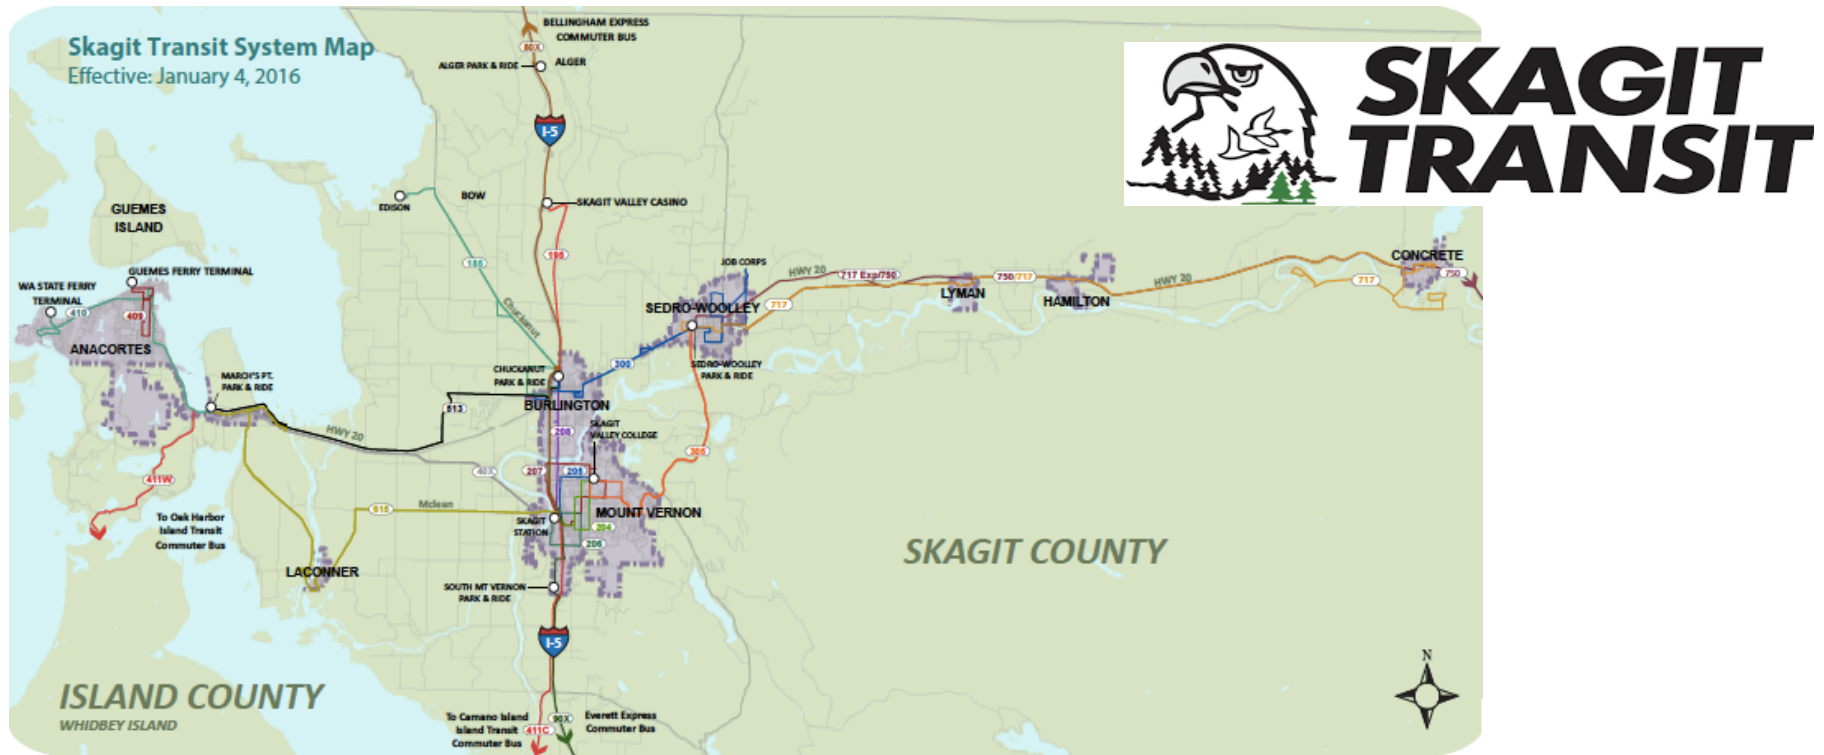 Skagit Transit System Map
Effective: January 4, 2016
BELLINGHAM EXPRESS
COMMUTER BUS
80X
ALGER PARK & RIDE
ALGER
I-5
SKAGIT
TRANSIT
EDISON
BOW
SKAGIT VALLEY CASINO
GUEMES
ISLAND
GUEMES FERRY TERMINAL
WA STATE FERRY
TERMINAL
410
409
ANACORTES
195
Chuckanut
JOB CORPS
HWY 20
717 Exp/750
750/717
HWY 20
717
CONCRETE
750
SEDRO-WOOLLEY
717
LYMAN
HAMILTON
MARCH'S PT.
PARK & RIDE
CHUCKANUT
PARK & RIDE
300
SEDRO-WOOLLEY
PARK & RIDE
BURLINGTON
513
HWY 20
208
SKAGIT
VALLEY COLLEGE
305
411W
40X
207
205
615
Mclean
SKAGIT
STATION
MOUNT VERNON
204
206
To Oak Harbor
Island Transit
Commuter Bus
LACONNER
SOUTH MT VERNON
PARK & RIDE
SKAGIT COUNTY
I-5
ISLAND COUNTY
WHIDBEY ISLAND
To Camano Island
Island Transit
Commuter Bus
411C
90X
Everett Express
Commuter Bus
N